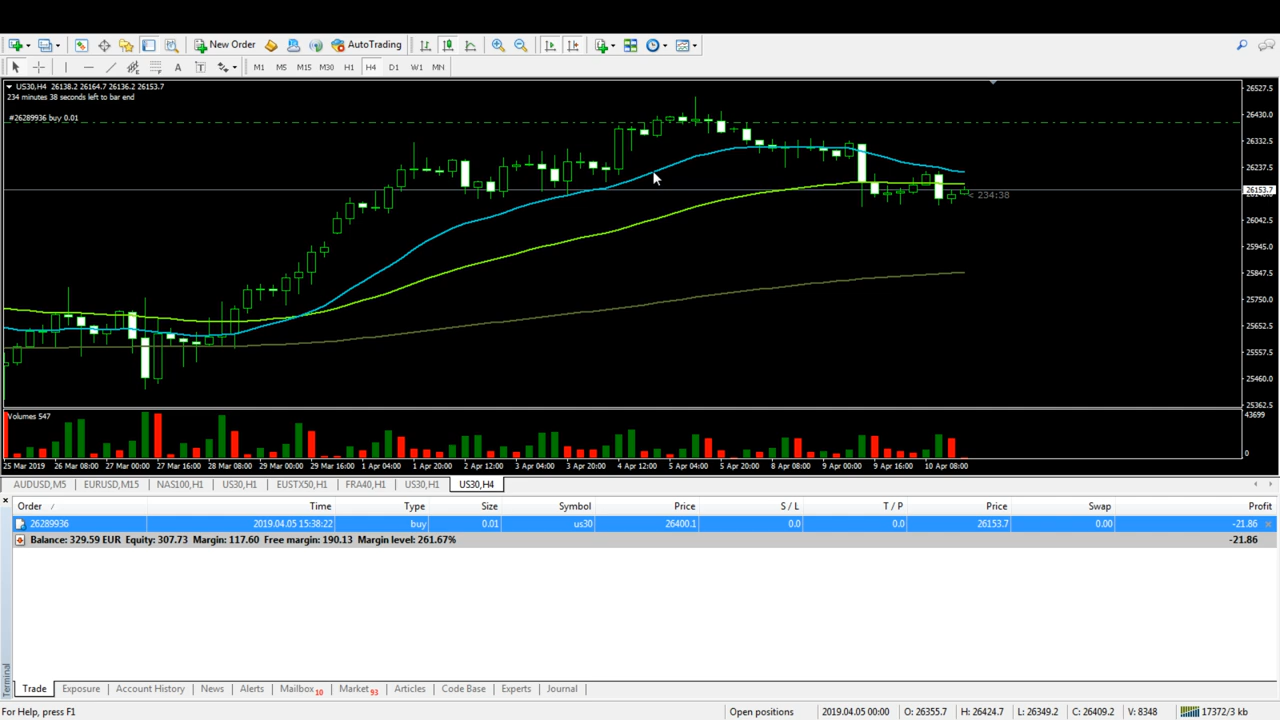 New Order AutoTrading
A T M1 M5 M15 M30 H1 H4 D1 W1 MN
US30,H4 26138.2 26164.7 26136.2 26153.7
234 minutes 38 seconds left to bar end
#26289936 buy 0.01
26527.5
26430.0
26332.5
26237.5
26153.7
26042.5
25945.0
25847.5
25750.0
25652.5
25557.5
25460.0
25362.5
< 234:38
Volumes 547
43699
0
25 Mar 2019 26 Mar 08:00 27 Mar 00:00 27 Mar 16:00 28 Mar 08:00 29 Mar 00:00 29 Mar 16:00 1 Apr 04:00 1 Apr 20:00 2 Apr 12:00 3 Apr 04:00 3 Apr 20:00 4 Apr 12:00 5 Apr 04:00 5 Apr 20:00 8 Apr 08:00 9 Apr 00:00 9 Apr 16:00 10 Apr 08:00
AUDUSD,M5 EURUSD,M15 NAS100,H1 US30,H1 EUSTX50,H1 FRA40,H1 US30,H1 US30,H4
Order / Time Type Size Symbol Price S / L T / P Price Swap Profit
26289936 2019.04.05 15:38:22 buy 0.01 us30 26400.1 0.0 0.0 26153.7 0.00 -21.86
Balance: 329.59 EUR Equity: 307.73 Margin: 117.60 Free margin: 190.13 Margin level: 261.67% -21.86
Terminal
Trade Exposure Account History News Alerts Mailbox 10 Market 93 Articles Code Base Experts Journal
For Help, press F1 Open positions 2019.04.05 00:00 O: 26355.7 H: 26424.7 L: 26349.2 C: 26409.2 V: 8348 17372/3 kb